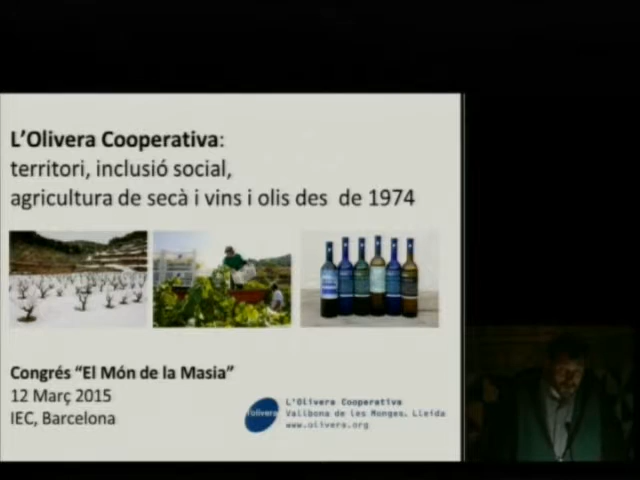 L'Olivera Cooperativa:
territori, inclusió social,
agricultura de secà i vins i olis des de 1974
Congrés "El Món de la Masia"
12 Març 2015
IEC, Barcelona
l'olivera
L'Olivera Cooperativa
Vallbona de les Monges. Lleida
www.olivera.org